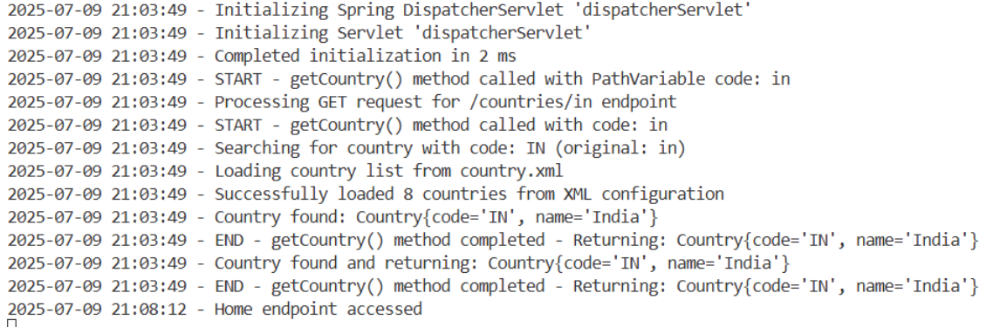 2025-07-09 21:03:49 - Initializing Spring DispatcherServlet 'dispatcherServlet'
2025-07-09 21:03:49 - Initializing Servlet 'dispatcherServlet'
2025-07-09 21:03:49 - Completed initialization in 2 ms
2025-07-09 21:03:49 - START - getCountry() method called with PathVariable code: in
2025-07-09 21:03:49 - Processing GET request for /countries/in endpoint
2025-07-09 21:03:49 - START - getCountry() method called with code: in
2025-07-09 21:03:49 - Searching for country with code: IN (original: in)
2025-07-09 21:03:49 - Loading country list from country.xml
2025-07-09 21:03:49 - Successfully loaded 8 countries from XML configuration
2025-07-09 21:03:49 - Country found: Country{code='IN', name='India'}
2025-07-09 21:03:49 - END - getCountry() method completed - Returning: Country{code='IN', name='India'}
2025-07-09 21:03:49 - Country found and returning: Country{code='IN', name='India'}
2025-07-09 21:03:49 - END - getCountry() method completed - Returning: Country{code='IN', name='India'}
2025-07-09 21:08:12 - Home endpoint accessed